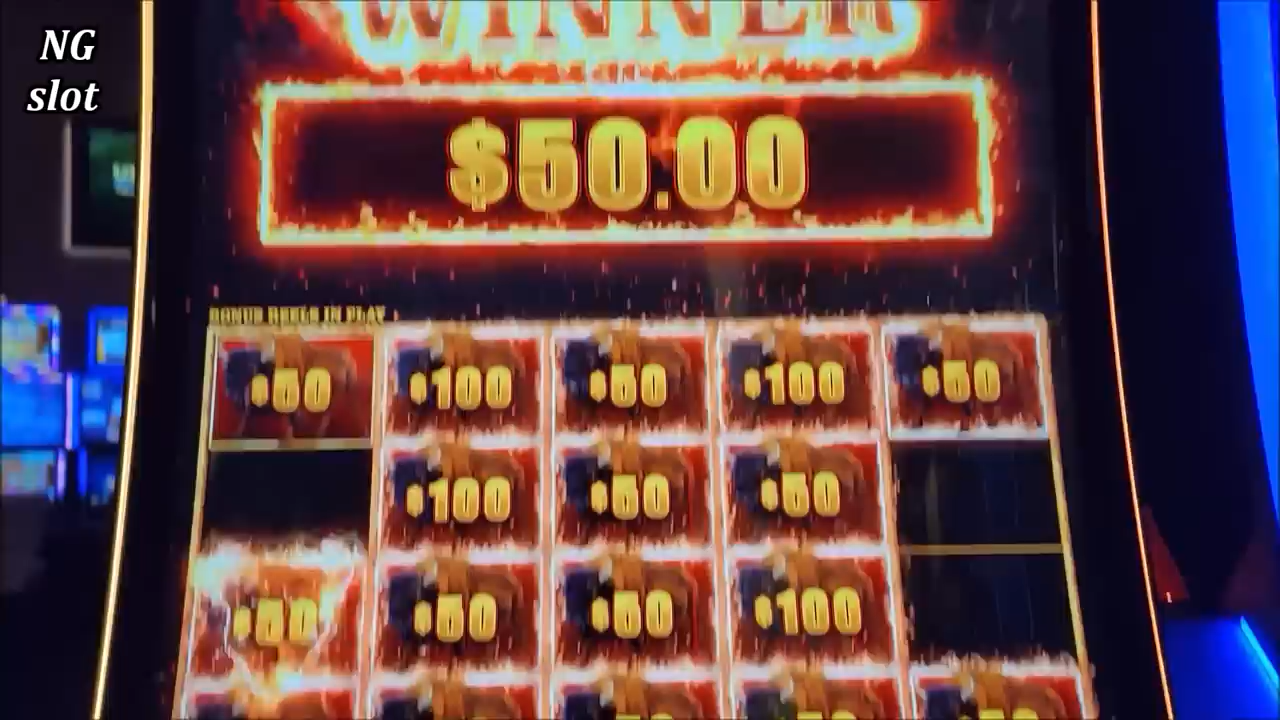 NG
slot
WINNER
$50.00
BONUS REELS IN PLAY
$50 $100 $50 $100 $50
$100 $50 $50
$50 $50 $50 $100